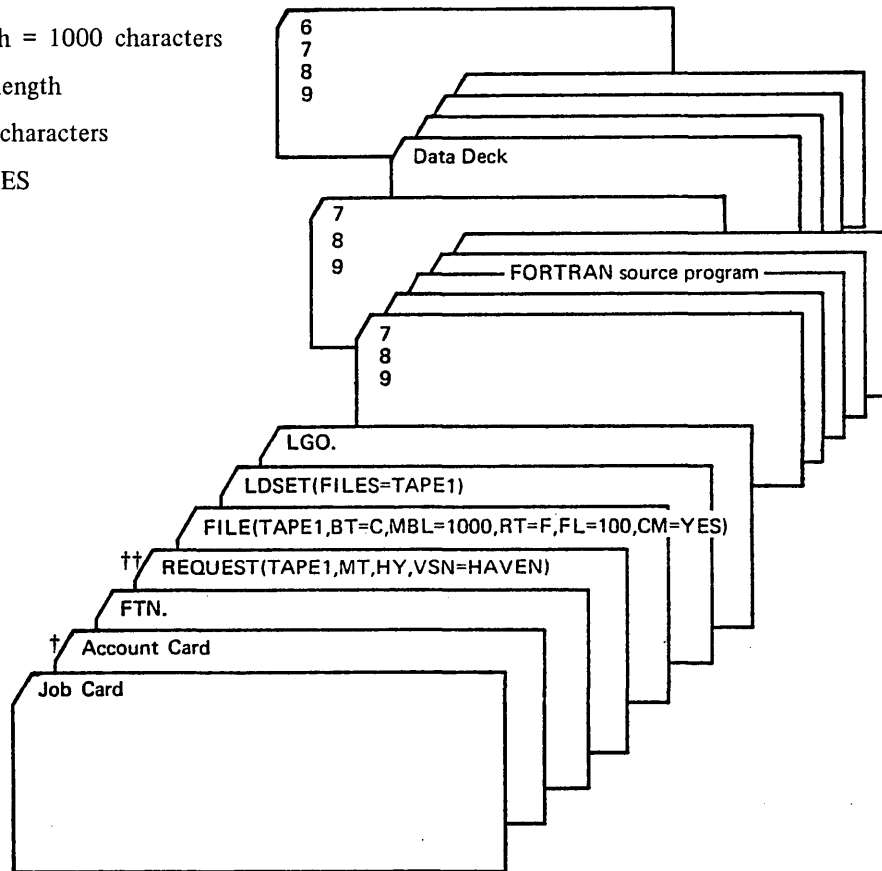 h = 1000 characters
ength
characters
ES
6
7
8
9
Data Deck
7
8
9
FORTRAN source program
7
8
9
LGO.
LDSET(FILES=TAPE1)
FILE(TAPE1,BT=C,MBL=1000,RT=F,FL=100,CM=YES)
†† REQUEST(TAPE1,MT,HY,VSN=HAVEN)
FTN.
† Account Card
Job Card